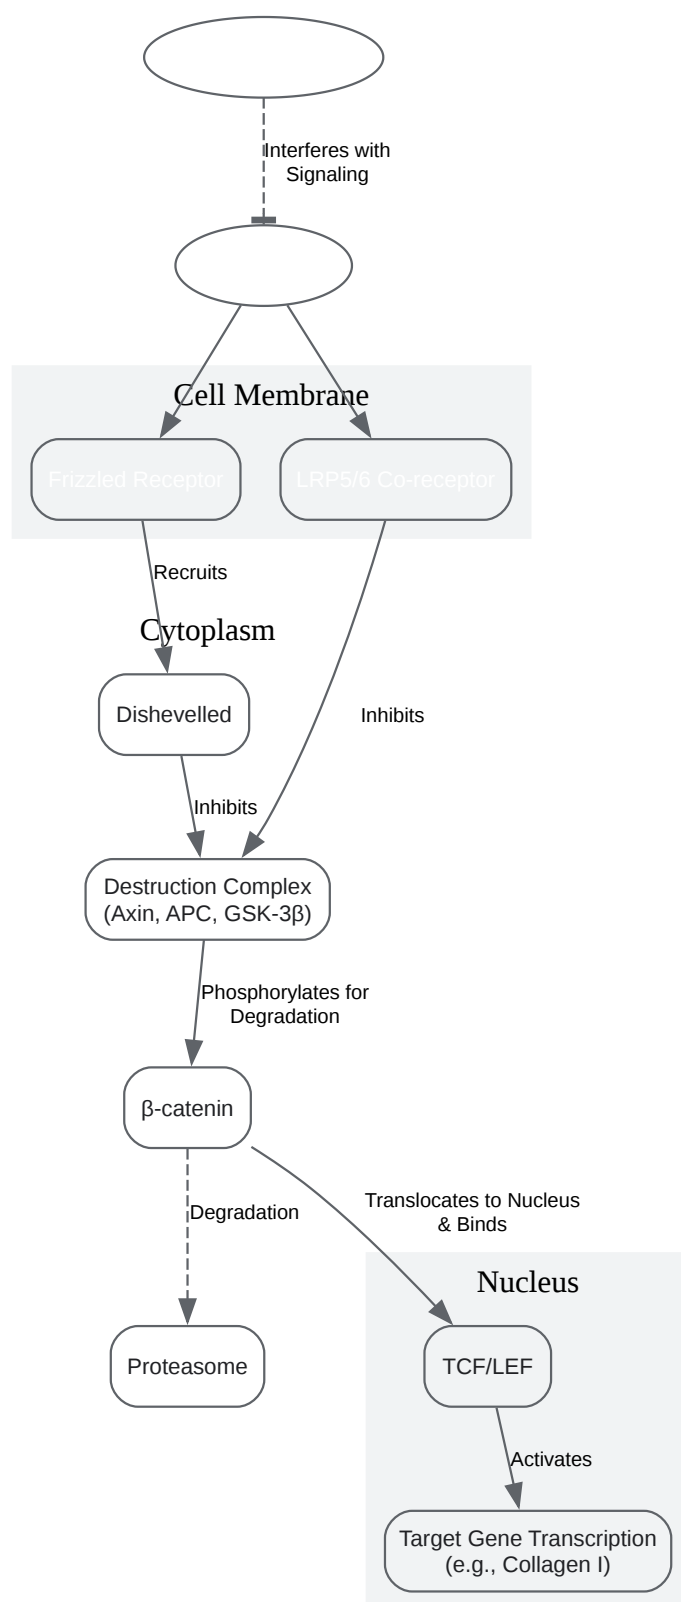 Interferes with
Signaling
Cell Membrane
Frizzled Receptor
LRP5/6 Co-receptor
Recruits
Cytoplasm
Dishevelled
Inhibits
Inhibits
Destruction Complex
(Axin, APC, GSK-3β)
Phosphorylates for
Degradation
β-catenin
Translocates to Nucleus
& Binds
Degradation
Nucleus
Proteasome
TCF/LEF
Activates
Target Gene Transcription
(e.g., Collagen I)